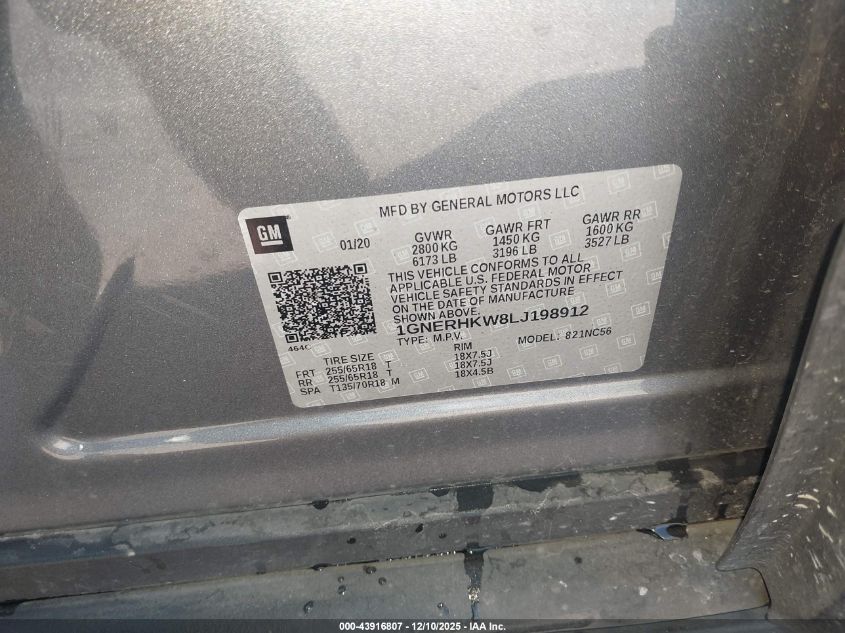 MFD BY GENERAL MOTORS LLC
GM
01/20
GVWR GAWR FRT GAWR RR
2800 KG 1450 KG 1600 KG
6173 LB 3196 LB 3527 LB
THIS VEHICLE CONFORMS TO ALL
APPLICABLE U.S. FEDERAL MOTOR
VEHICLE SAFETY STANDARDS IN EFFECT
ON THE DATE OF MANUFACTURE
SHOWN ABOVE.
1GNERHKW8LJ198912
TYPE: M.P.V. MODEL: 821NC56
464C
TIRE SIZE RIM
FRT 255/65R18 T 18X7.5J
RR 255/65R18 T 18X7.5J
SPA T135/70R18 M 18X4.5B
000-43916807 - 12/10/2025 - IAA Inc.